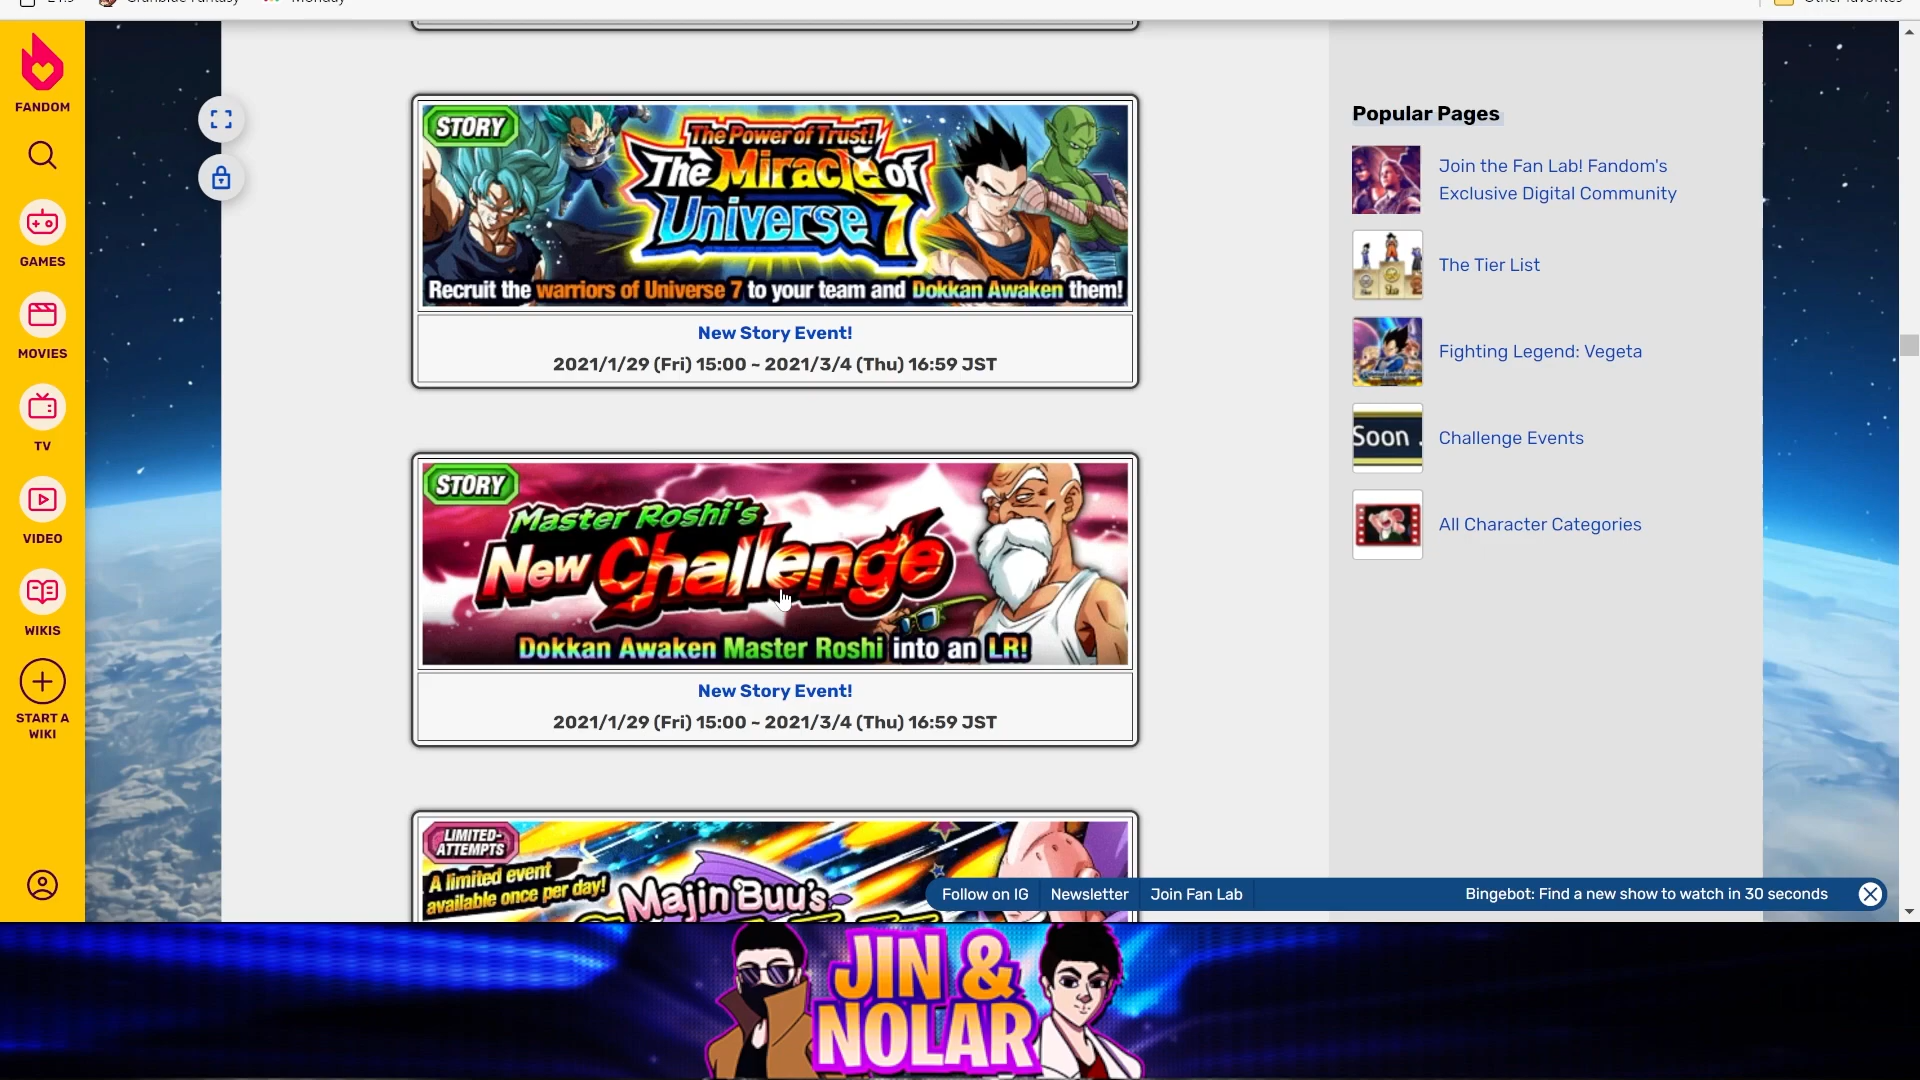 Monday
FANDOM
GAMES
MOVIES
TV
VIDEO
WIKIS
START A
WIKI
STORY
The Power of Trust!
The Miracle of
Universe 7
Recruit the warriors of Universe 7 to your team and Dokkan Awaken them!
New Story Event!
2021/1/29 (Fri) 15:00 ~ 2021/3/4 (Thu) 16:59 JST
STORY
Master Roshi's
New Challenge
Dokkan Awaken Master Roshi into an LR!
New Story Event!
2021/1/29 (Fri) 15:00 ~ 2021/3/4 (Thu) 16:59 JST
LIMITED-
ATTEMPTS
A limited event
available once per day!
Majin Buu's
Popular Pages
Join the Fan Lab! Fandom's
Exclusive Digital Community
The Tier List
Fighting Legend: Vegeta
Soon .
Challenge Events
All Character Categories
Follow on IG
Newsletter
Join Fan Lab
Bingebot: Find a new show to watch in 30 seconds
JIN &
NOLAR